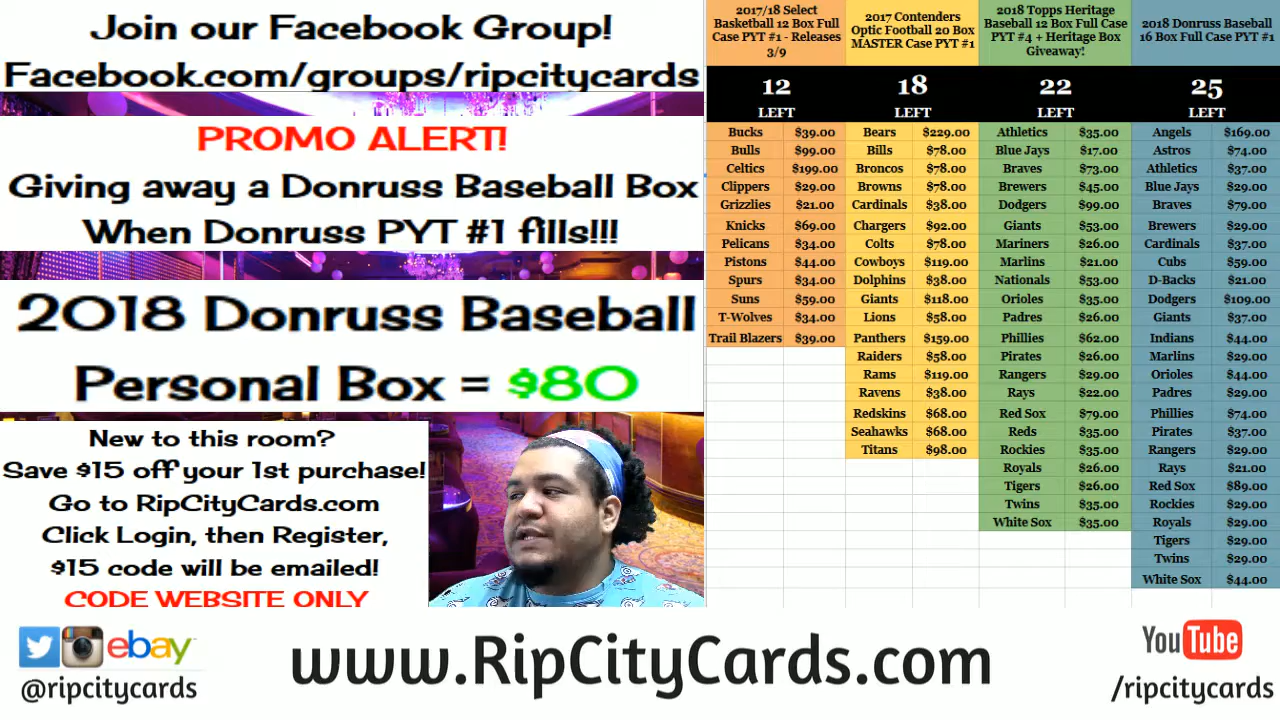 Join our Facebook Group!
Facebook.com/groups/ripcitycards
PROMO ALERT!
Giving away a Donruss Baseball Box
When Donruss PYT #1 fills!!!
2018 Donruss Baseball
Personal Box = $80
New to this room?
Save $15 off your 1st purchase!
Go to RipCityCards.com
Click Login, then Register,
$15 code will be emailed!
CODE WEBSITE ONLY
2017/18 Select
Basketball 12 Box Full
Case PYT #1 - Releases
3/9
12
LEFT
Bucks $39.00
Bulls $99.00
Celtics $199.00
Clippers $29.00
Grizzlies $21.00
Knicks $69.00
Pelicans $34.00
Pistons $44.00
Spurs $34.00
Suns $59.00
T-Wolves $34.00
Trail Blazers $39.00
2017 Contenders
Optic Football 20 Box
MASTER Case PYT #1
18
LEFT
Bears $229.00
Bills $78.00
Broncos $78.00
Browns $78.00
Cardinals $38.00
Chargers $92.00
Colts $78.00
Cowboys $119.00
Dolphins $38.00
Giants $118.00
Lions $58.00
Panthers $159.00
Raiders $58.00
Rams $119.00
Ravens $38.00
Redskins $68.00
Seahawks $68.00
Titans $98.00
2018 Topps Heritage
Baseball 12 Box Full Case
PYT #4 + Heritage Box
Giveaway!
22
LEFT
Athletics $35.00
Blue Jays $17.00
Braves $73.00
Brewers $45.00
Dodgers $99.00
Giants $53.00
Mariners $26.00
Marlins $21.00
Nationals $53.00
Orioles $35.00
Padres $26.00
Phillies $62.00
Pirates $26.00
Rangers $29.00
Rays $22.00
Red Sox $79.00
Reds $35.00
Rockies $35.00
Royals $26.00
Tigers $26.00
Twins $35.00
White Sox $35.00
2018 Donruss Baseball
16 Box Full Case PYT #1
25
LEFT
Angels $169.00
Astros $74.00
Athletics $37.00
Blue Jays $29.00
Braves $79.00
Brewers $29.00
Cardinals $37.00
Cubs $59.00
D-Backs $21.00
Dodgers $109.00
Giants $37.00
Indians $44.00
Marlins $29.00
Orioles $44.00
Padres $29.00
Phillies $74.00
Pirates $37.00
Rangers $29.00
Rays $21.00
Red Sox $89.00
Rockies $29.00
Royals $29.00
Tigers $29.00
Twins $29.00
White Sox $44.00
ebay
@ripcitycards
www.RipCityCards.com
YouTube
/ripcitycards